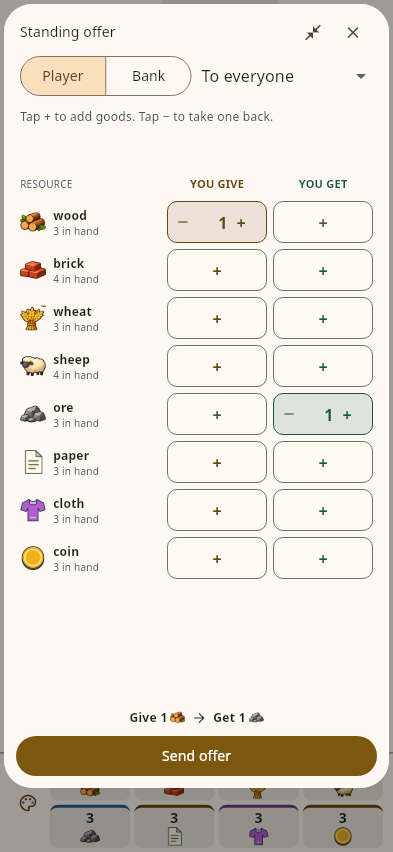 Standing offer
Player
Bank
To everyone
Tap + to add goods. Tap − to take one back.
RESOURCE YOU GIVE YOU GET
wood
3 in hand
− 1 +
+
brick
4 in hand
+
+
wheat
3 in hand
+
+
sheep
4 in hand
+
+
ore
3 in hand
+
− 1 +
paper
3 in hand
+
+
cloth
3 in hand
+
+
coin
3 in hand
+
+
Give 1 → Get 1
Send offer
3 3 3 3